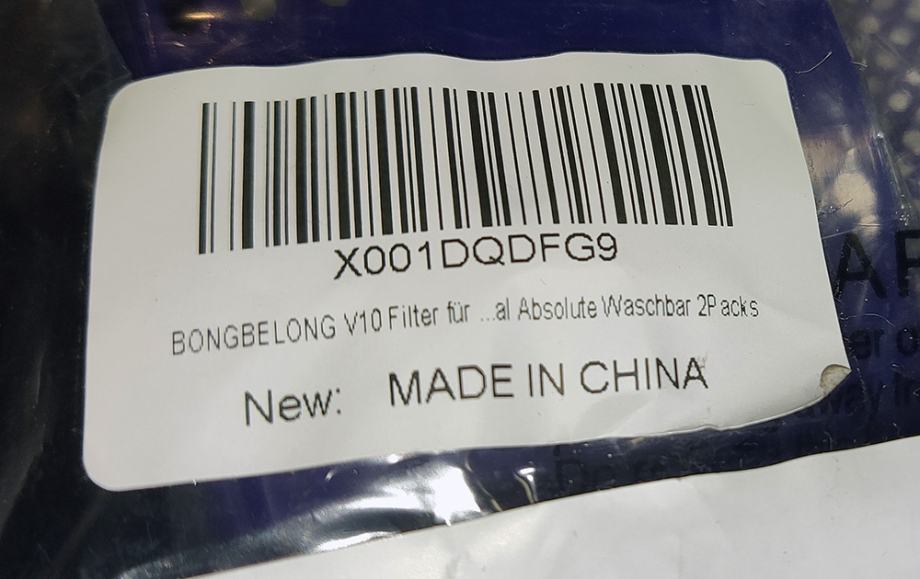 X001DQDFG9
BONGBELONG V10 Filter für ...al Absolute Waschbar 2Packs
New: MADE IN CHINA